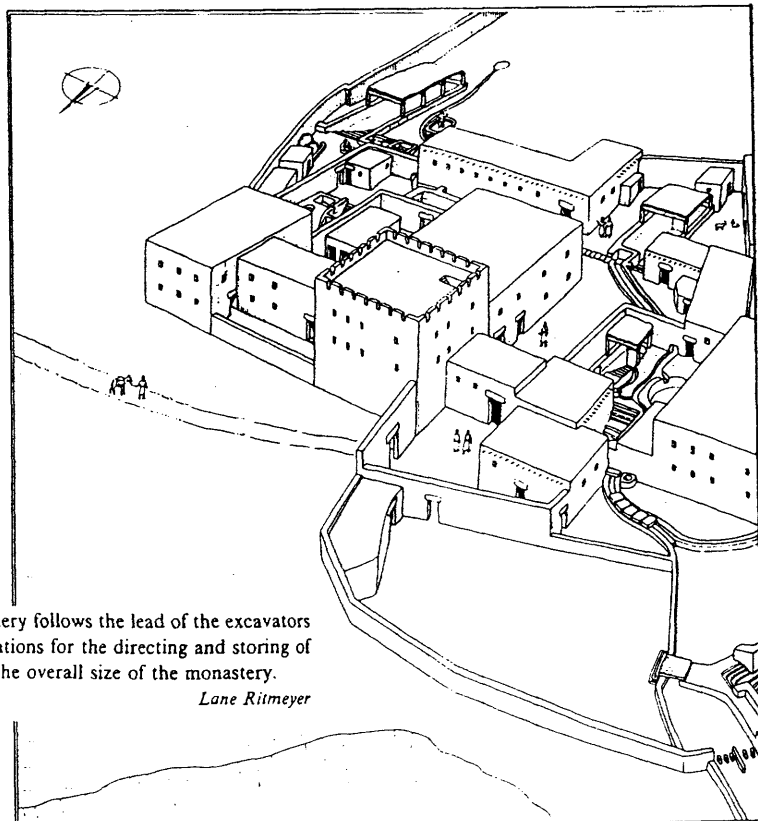 ery follows the lead of the excavators
ations for the directing and storing of
he overall size of the monastery.
Lane Ritmeyer